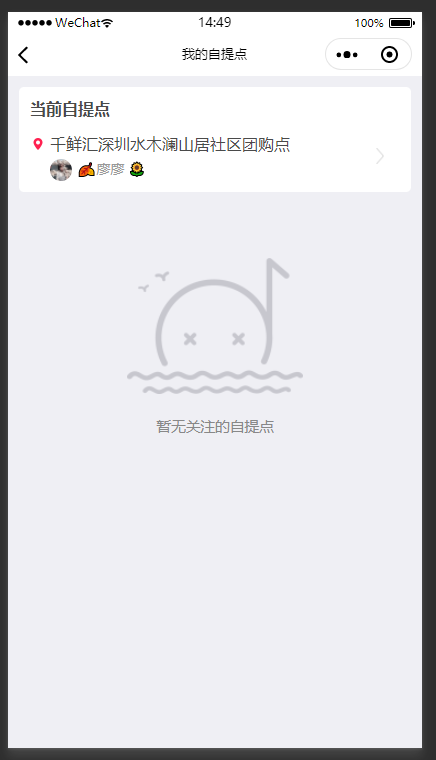 WeChat 14:49 100%
我的自提点
当前自提点
千鲜汇深圳水木澜山居社区团购点
🍂廖廖 🌻
暂无关注的自提点